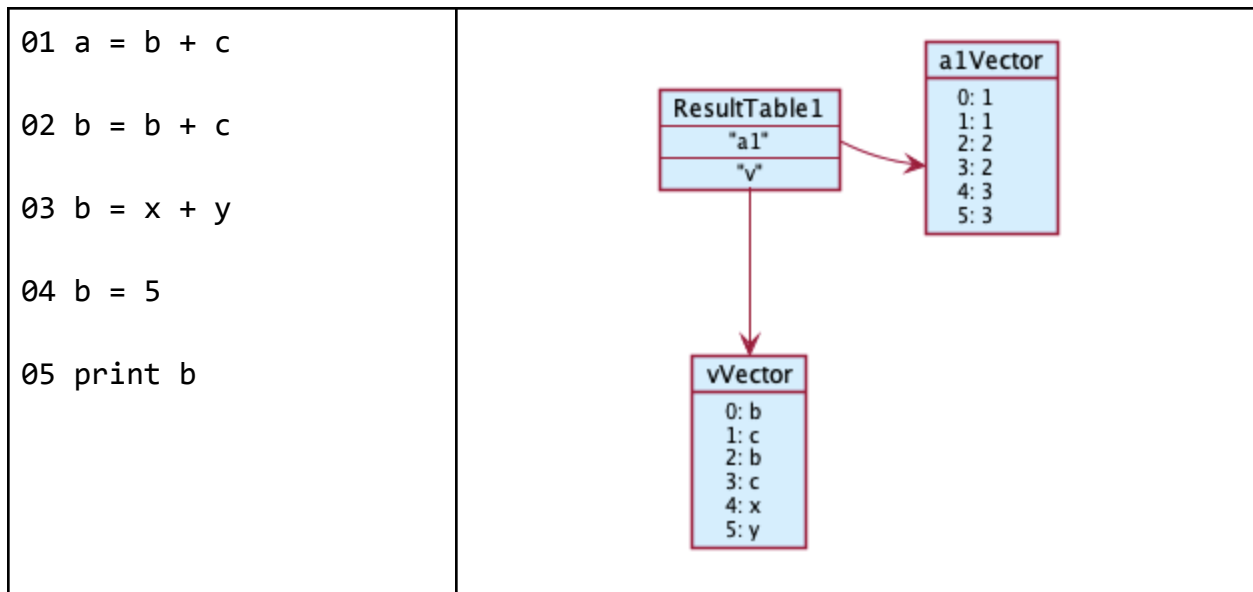 01 a = b + c
02 b = b + c
03 b = x + y
04 b = 5
05 print b
ResultTable1
"a1"
"v"
a1Vector
0: 1
1: 1
2: 2
3: 2
4: 3
5: 3
vVector
0: b
1: c
2: b
3: c
4: x
5: y